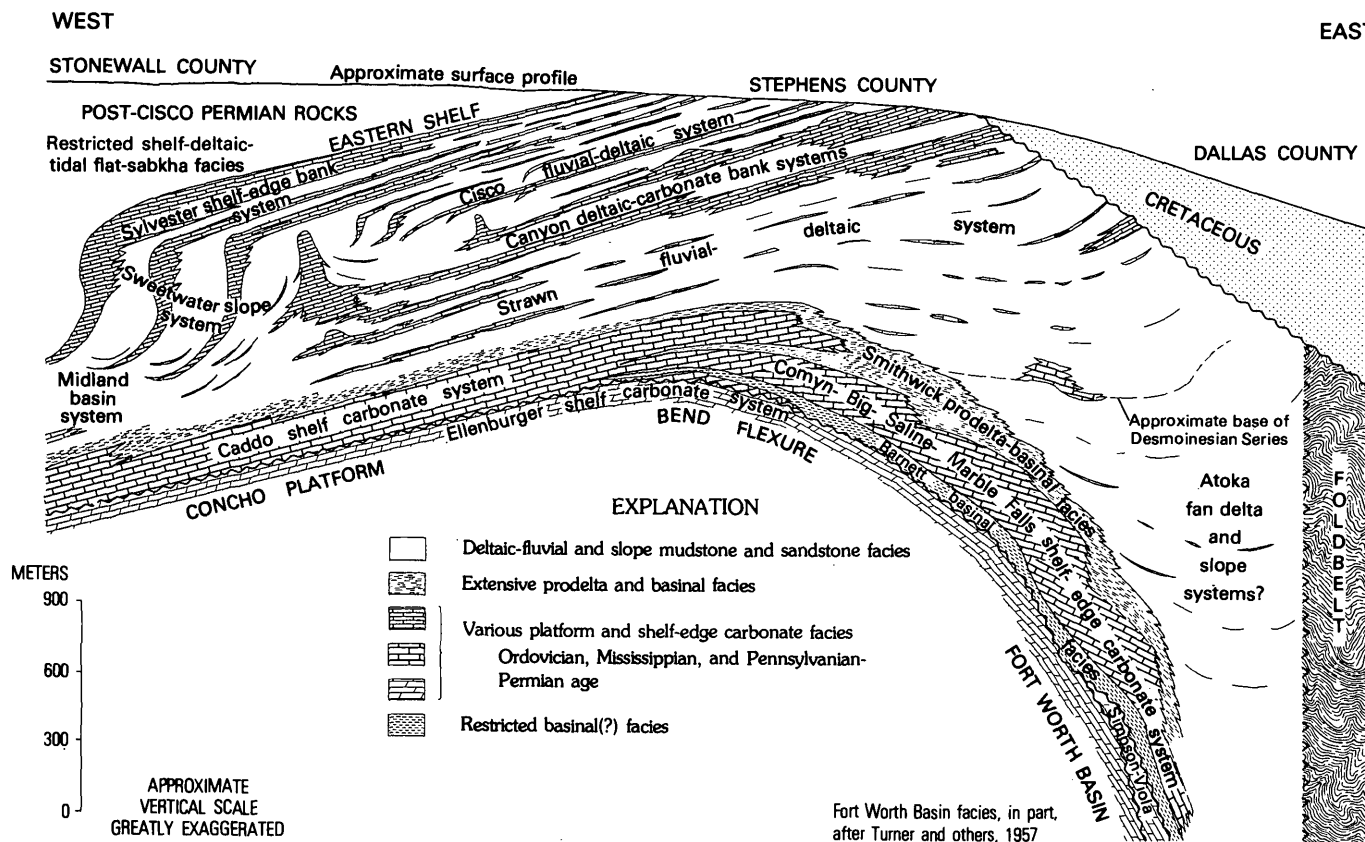 WEST
EAST
STONEWALL COUNTY
Approximate surface profile
STEPHENS COUNTY
DALLAS COUNTY
POST-CISCO PERMIAN ROCKS
Restricted shelf-deltaic-
tidal flat-sabkha facies
EASTERN SHELF
Sylvester shelf-edge bank
system
Cisco fluvial-deltaic system
Canyon deltaic-carbonate bank systems
CRETACEOUS
Sweetwater slope
system
Strawn fluvial- deltaic system
Midland
basin
system
Caddo shelf carbonate system
Ellenburger shelf carbonate system
CONCHO PLATFORM
BEND FLEXURE
Smithwick prodelta-basinal facies
Comyn-Big-Saline-Marble Falls shelf-edge carbonate system
Barnett basinal facies
Simpson-Viola
FORT WORTH BASIN
Approximate base of
Desmoinesian Series
Atoka
fan delta
and
slope
systems?
FOLDBELT
EXPLANATION
Deltaic-fluvial and slope mudstone and sandstone facies
Extensive prodelta and basinal facies
Various platform and shelf-edge carbonate facies
Ordovician, Mississippian, and Pennsylvanian-
Permian age
Restricted basinal(?) facies
METERS
900
600
300
0
APPROXIMATE
VERTICAL SCALE
GREATLY EXAGGERATED
Fort Worth Basin facies, in part,
after Turner and others, 1957